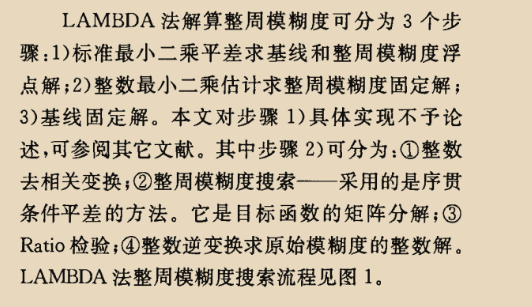 LAMBDA 法解算整周模糊度可分为 3 个步
骤:1)标准最小二乘平差求基线和整周模糊度浮
点解;2)整数最小二乘估计求整周模糊度固定解;
3)基线固定解。本文对步骤 1)具体实现不予论
述,可参阅其它文献。其中步骤 2)可分为:①整数
去相关变换;②整周模糊度搜索——采用的是序贯
条件平差的方法。它是目标函数的矩阵分解;③
Ratio 检验;④整数逆变换求原始模糊度的整数解。
LAMBDA 法整周模糊度搜索流程见图 1。